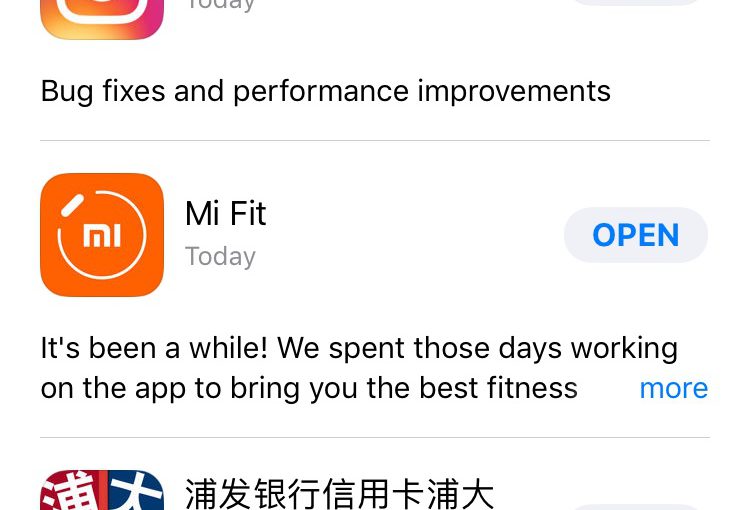 Today
Bug fixes and performance improvements
mi
Mi Fit
Today
OPEN
It's been a while! We spent those days working
on the app to bring you the best fitness more
浦大
浦发银行信用卡浦大